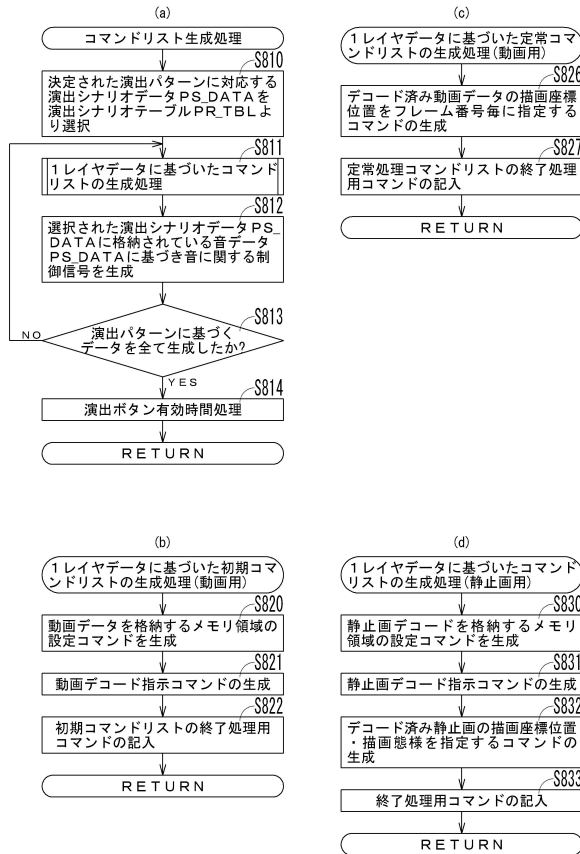 (a)
コマンドリスト生成処理
S810
決定された演出パターンに対応する
演出シナリオデータPS_DATAを
演出シナリオテーブルPR_TBLよ
り選択
S811
1レイヤデータに基づいたコマンド
リストの生成処理
S812
選択された演出シナリオデータPS_
DATAに格納されている音データ
PS_DATAに基づき音に関する制
御信号を生成
S813
演出パターンに基づく
データを全て生成したか?
NO
YES
S814
演出ボタン有効時間処理
RETURN
(c)
1レイヤデータに基づいた定常コマ
ンドリストの生成処理(動画用)
S826
デコード済み動画データの描画座標
位置をフレーム番号毎に指定する
コマンドの生成
S827
定常処理コマンドリストの終了処理
用コマンドの記入
RETURN
(b)
1レイヤデータに基づいた初期コマ
ンドリストの生成処理(動画用)
S820
動画データを格納するメモリ領域の
設定コマンドを生成
S821
動画デコード指示コマンドの生成
S822
初期コマンドリストの終了処理用
コマンドの記入
RETURN
(d)
1レイヤデータに基づいたコマンド
リストの生成処理(静止画用)
S830
静止画デコードを格納するメモリ
領域の設定コマンドを生成
S831
静止画デコード指示コマンドの生成
S832
デコード済み静止画の描画座標位置
・描画態様を指定するコマンドの
生成
S833
終了処理用コマンドの記入
RETURN